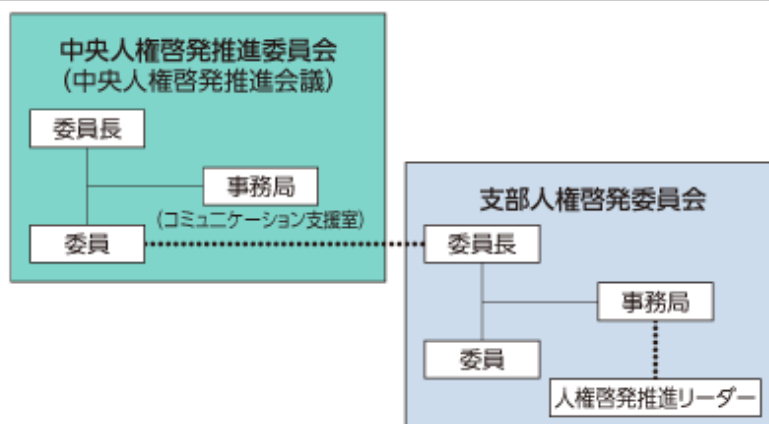 中央人権啓発推進委員会
（中央人権啓発推進会議）
委員長
事務局
（コミュニケーション支援室）
委員
支部人権啓発委員会
委員長
事務局
委員
人権啓発推進リーダー